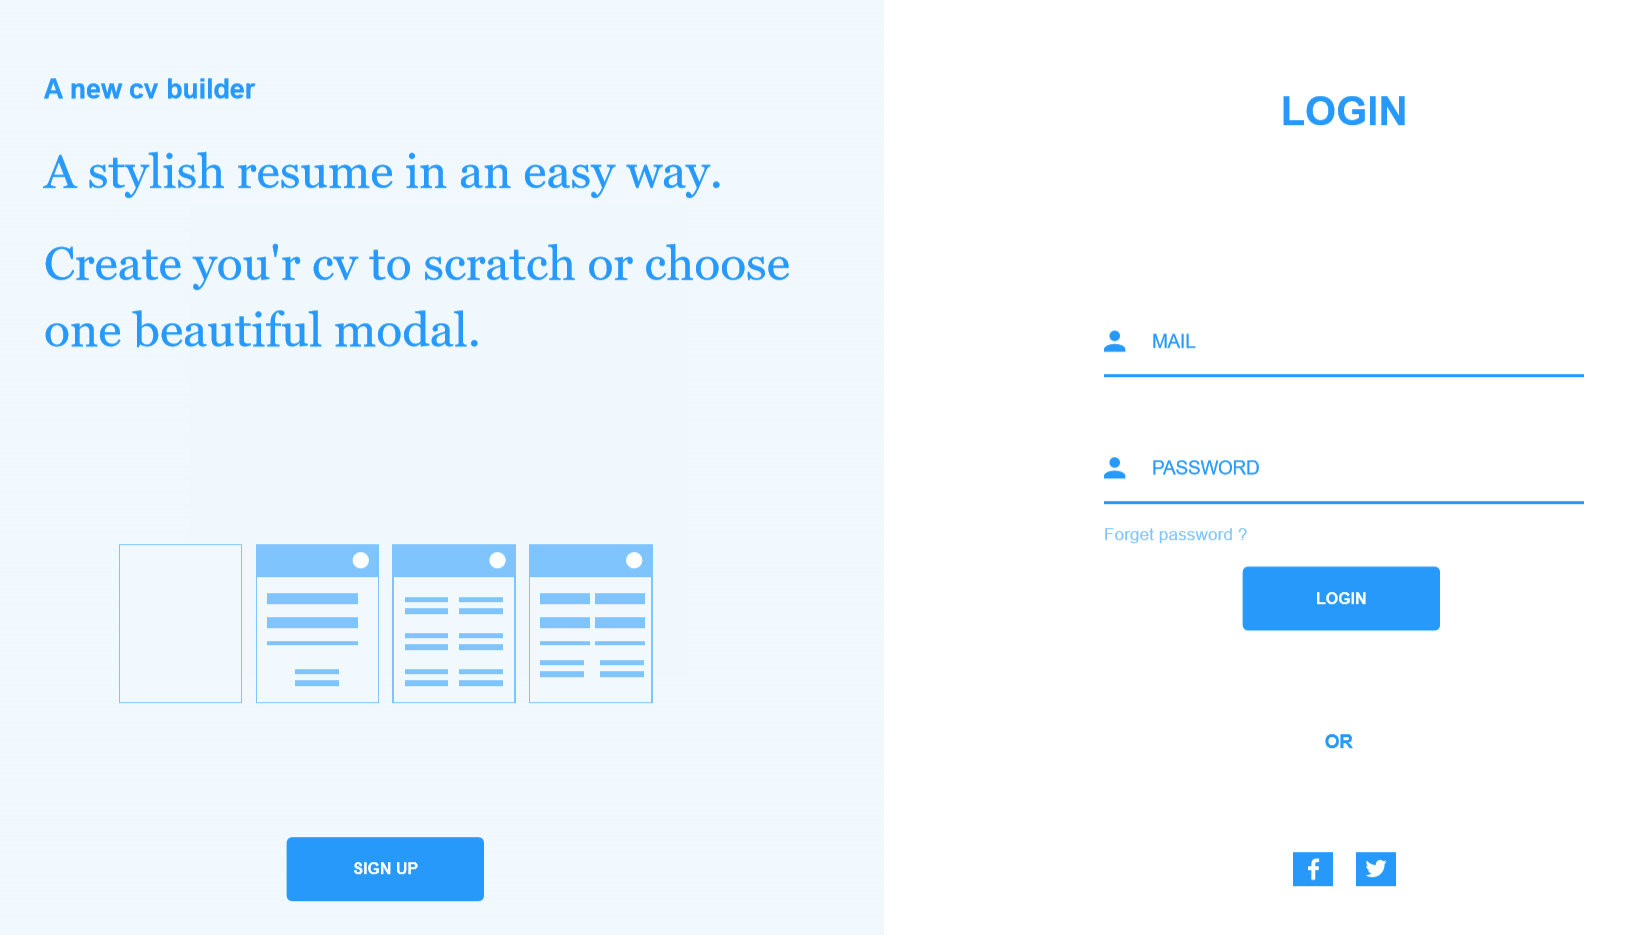 A new cv builder
A stylish resume in an easy way.
Create you'r cv to scratch or choose
one beautiful modal.
SIGN UP
LOGIN
MAIL
PASSWORD
Forget password ?
LOGIN
OR